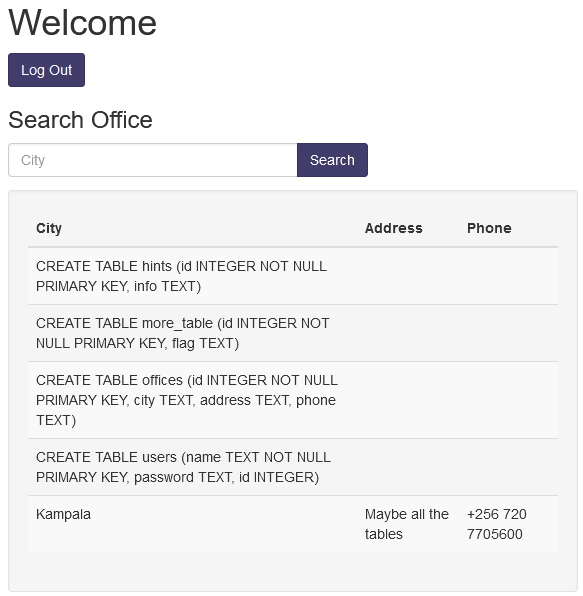 Welcome
Log Out
Search Office
City Search
City Address Phone
CREATE TABLE hints (id INTEGER NOT NULL
PRIMARY KEY, info TEXT)
CREATE TABLE more_table (id INTEGER NOT
NULL PRIMARY KEY, flag TEXT)
CREATE TABLE offices (id INTEGER NOT NULL
PRIMARY KEY, city TEXT, address TEXT, phone
TEXT)
CREATE TABLE users (name TEXT NOT NULL
PRIMARY KEY, password TEXT, id INTEGER)
Kampala Maybe all the +256 720
tables 7705600